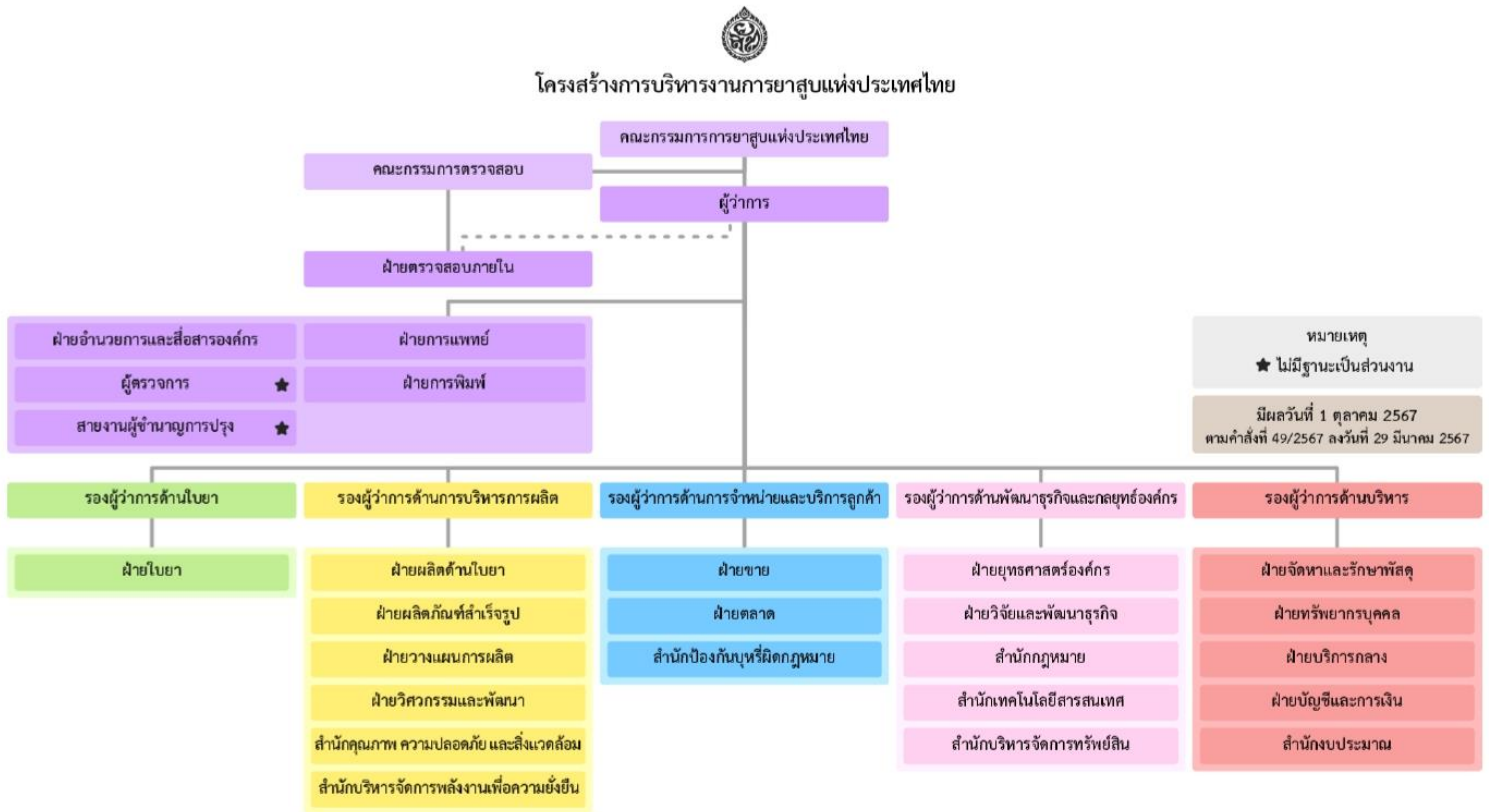 โครงสร้างการบริหารงานการยาสูบแห่งประเทศไทย
คณะกรรมการการยาสูบแห่งประเทศไทย
คณะกรรมการตรวจสอบ
ผู้ว่าการ
ฝ่ายตรวจสอบภายใน
ฝ่ายอำนวยการและสื่อสารองค์กร
ผู้ตรวจการ ★
สายงานผู้ชำนาญการปรุง ★
ฝ่ายการแพทย์
ฝ่ายการพิมพ์
หมายเหตุ
★ ไม่มีฐานะเป็นส่วนงาน
มีผลวันที่ 1 ตุลาคม 2567
ตามคำสั่งที่ 49/2567 ลงวันที่ 29 มีนาคม 2567
รองผู้ว่าการด้านใบยา
ฝ่ายใบยา
รองผู้ว่าการด้านการบริหารการผลิต
ฝ่ายผลิตด้านใบยา
ฝ่ายผลิตภัณฑ์สำเร็จรูป
ฝ่ายวางแผนการผลิต
ฝ่ายวิศวกรรมและพัฒนา
สำนักคุณภาพ ความปลอดภัย และสิ่งแวดล้อม
สำนักบริหารจัดการพลังงานเพื่อความยั่งยืน
รองผู้ว่าการด้านการจำหน่ายและบริการลูกค้า
ฝ่ายขาย
ฝ่ายตลาด
สำนักป้องกันบุหรี่ผิดกฎหมาย
รองผู้ว่าการด้านพัฒนาธุรกิจและกลยุทธ์องค์กร
ฝ่ายยุทธศาสตร์องค์กร
ฝ่ายวิจัยและพัฒนาธุรกิจ
สำนักกฎหมาย
สำนักเทคโนโลยีสารสนเทศ
สำนักบริหารจัดการทรัพย์สิน
รองผู้ว่าการด้านบริหาร
ฝ่ายจัดหาและรักษาพัสดุ
ฝ่ายทรัพยากรบุคคล
ฝ่ายบริการกลาง
ฝ่ายบัญชีและการเงิน
สำนักงบประมาณ